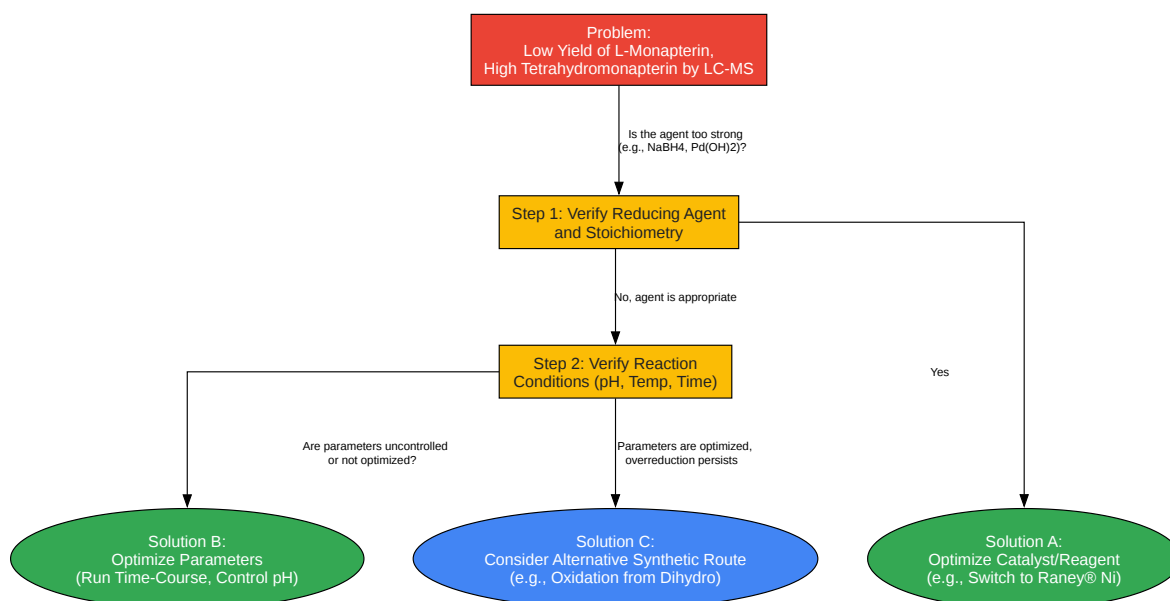 Problem:
Low Yield of L-Monapterin,
High Tetrahydromonapterin by LC-MS
Is the agent too strong
(e.g., NaBH4, Pd(OH)2)?
Step 1: Verify Reducing Agent
and Stoichiometry
No, agent is appropriate
Step 2: Verify Reaction
Conditions (pH, Temp, Time)
Yes
Are parameters uncontrolled
or not optimized?
Parameters are optimized,
overreduction persists
Solution B:
Optimize Parameters
(Run Time-Course, Control pH)
Solution C:
Consider Alternative Synthetic Route
(e.g., Oxidation from Dihydro)
Solution A:
Optimize Catalyst/Reagent
(e.g., Switch to Raney® Ni)